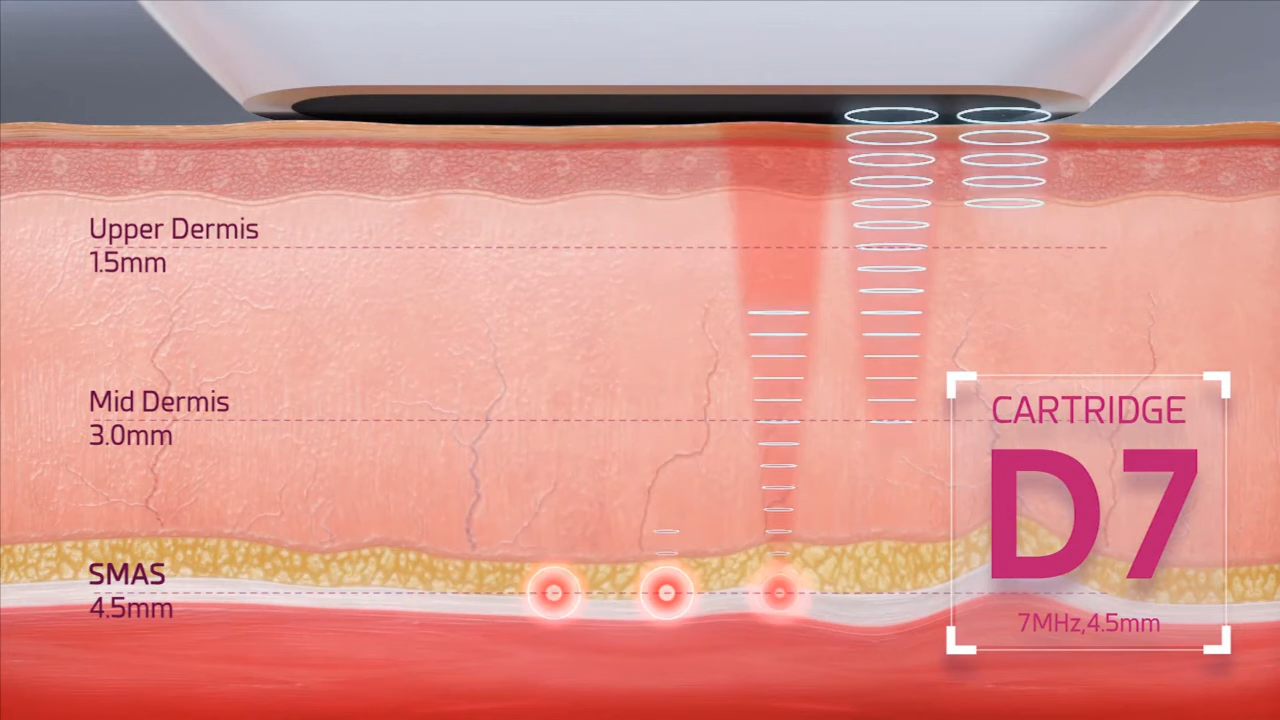 Upper Dermis
1.5mm
Mid Dermis
3.0mm
SMAS
4.5mm
CARTRIDGE
D7
7MHz,4.5mm